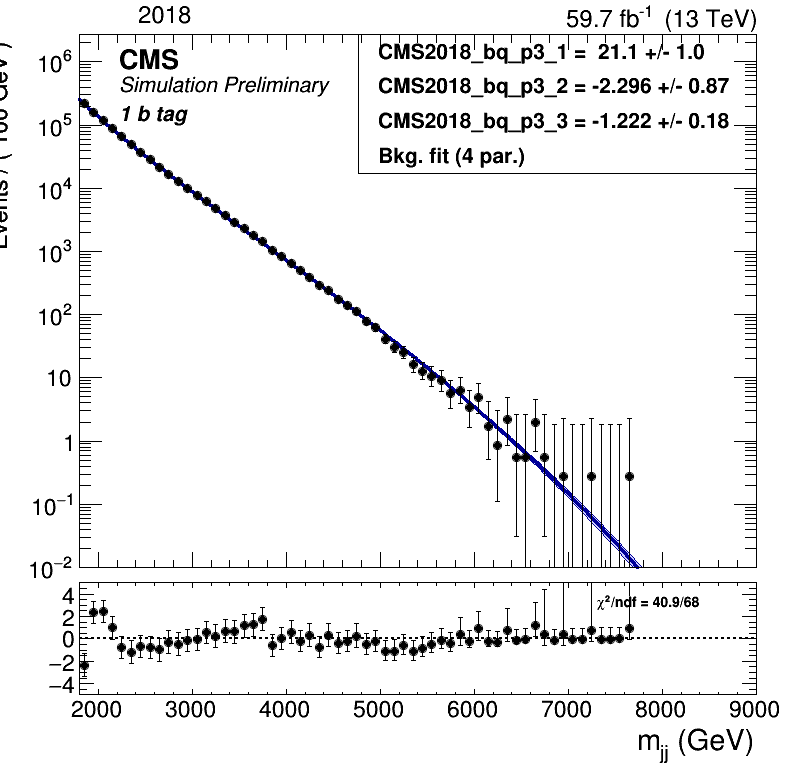 2018
59.7 fb⁻¹ (13 TeV)
CMS
Simulation Preliminary
1 b tag
CMS2018_bq_p3_1 = 21.1 +/- 1.0
CMS2018_bq_p3_2 = -2.296 +/- 0.87
CMS2018_bq_p3_3 = -1.222 +/- 0.18
Bkg. fit (4 par.)
10⁶
10⁵
10⁴
10³
10²
10
1
10⁻¹
10⁻²
χ²/ndf = 40.9/68
4
2
0
−2
−4
2000 3000 4000 5000 6000 7000 8000 9000
m_jj (GeV)